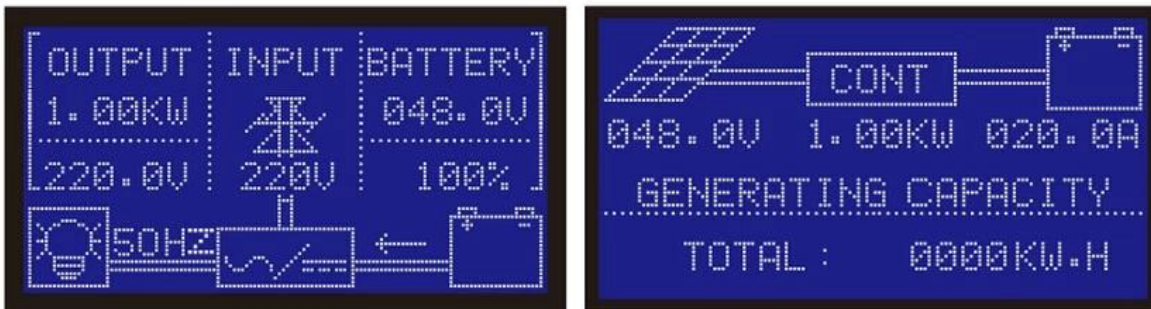 OUTPUT INPUT BATTERY
1.00KW 048.0V
220.0V 220V 100%
50HZ
+ -
CONT
+ -
048.0V 1.00KW 020.0A
GENERATING CAPACITY
TOTAL: 0000KW.H